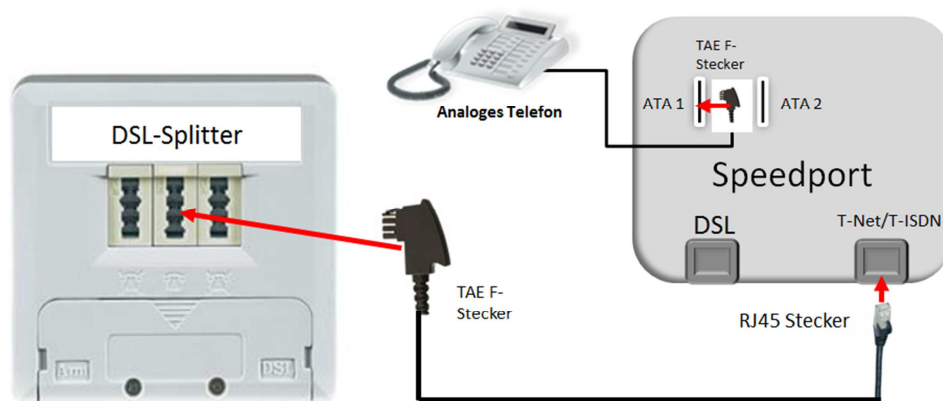 DSL-Splitter
Amt
DSL
TAE F-
Stecker
Analoges Telefon
TAE F-
Stecker
ATA 1
ATA 2
Speedport
DSL
T-Net/T-ISDN
RJ45 Stecker